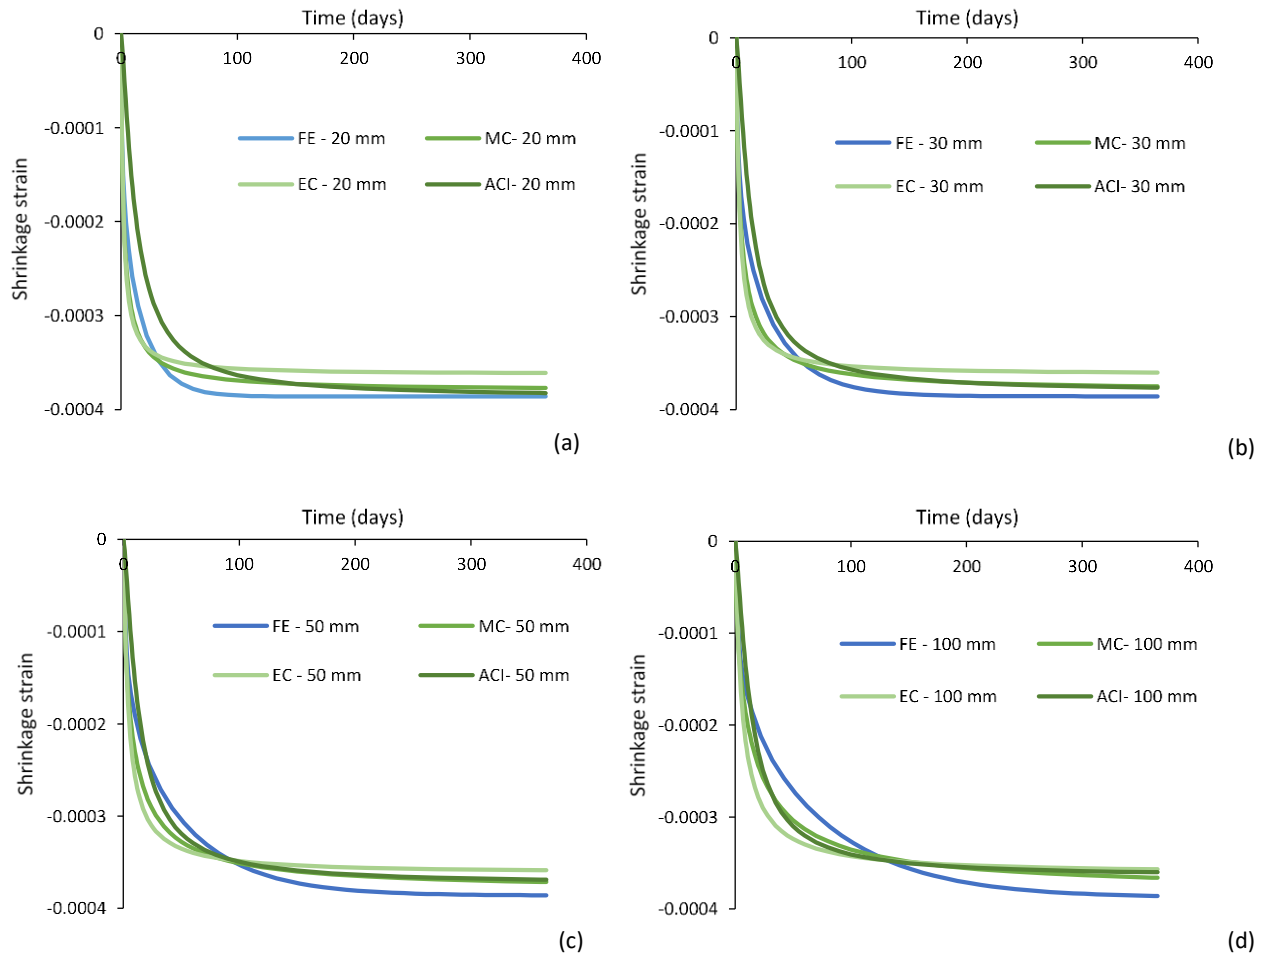 Time (days)
0
0 100 200 300 400
-0.0001
FE - 20 mm MC- 20 mm
EC - 20 mm ACI- 20 mm
-0.0002
-0.0003
-0.0004
Shrinkage strain
(a)
Time (days)
0
0 100 200 300 400
-0.0001
FE - 30 mm MC- 30 mm
EC - 30 mm ACI- 30 mm
-0.0002
-0.0003
-0.0004
Shrinkage strain
(b)
Time (days)
0
0 100 200 300 400
-0.0001
FE - 50 mm MC- 50 mm
EC - 50 mm ACI- 50 mm
-0.0002
-0.0003
-0.0004
Shrinkage strain
(c)
Time (days)
0
0 100 200 300 400
-0.0001
FE - 100 mm MC- 100 mm
EC - 100 mm ACI- 100 mm
-0.0002
-0.0003
-0.0004
Shrinkage strain
(d)